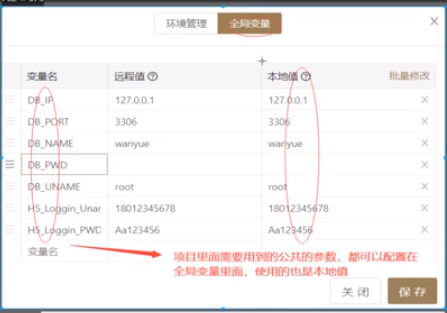 环境管理 全局变量
变量名 远程值 本地值 批量修改
DB_IP 127.0.0.1 127.0.0.1
DB_PORT 3306 3306
DB_NAME wanyue wanyue
DB_PWD
DB_UNAME root root
H5_Loggin_Unar 18012345678 18012345678
H5_Loggin_PWD Aa123456 Aa123456
变量名
项目里面需要用到的公共的参数，都可以配置在
全局变量里面，使用的也是本地值
关闭 保存